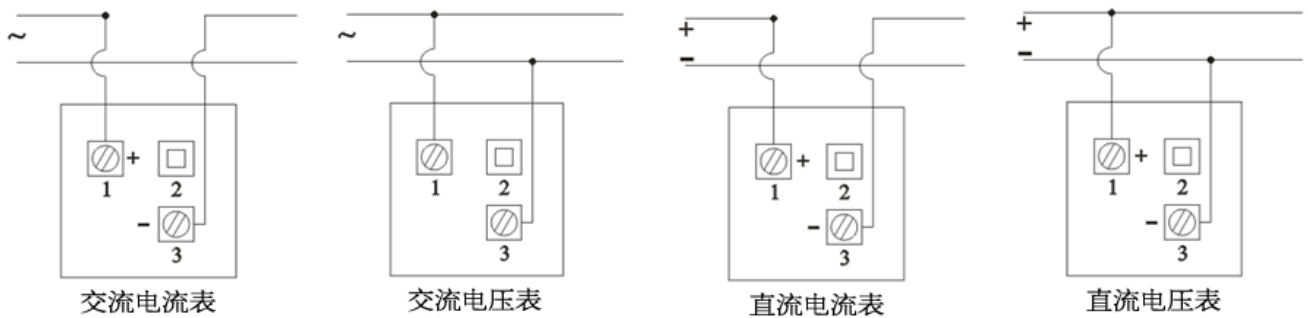 ~ ~ + - + -
1 + 2 1 2 1 + 2 1 + 2
- 3 3 - 3 - 3
交流电流表 交流电压表 直流电流表 直流电压表